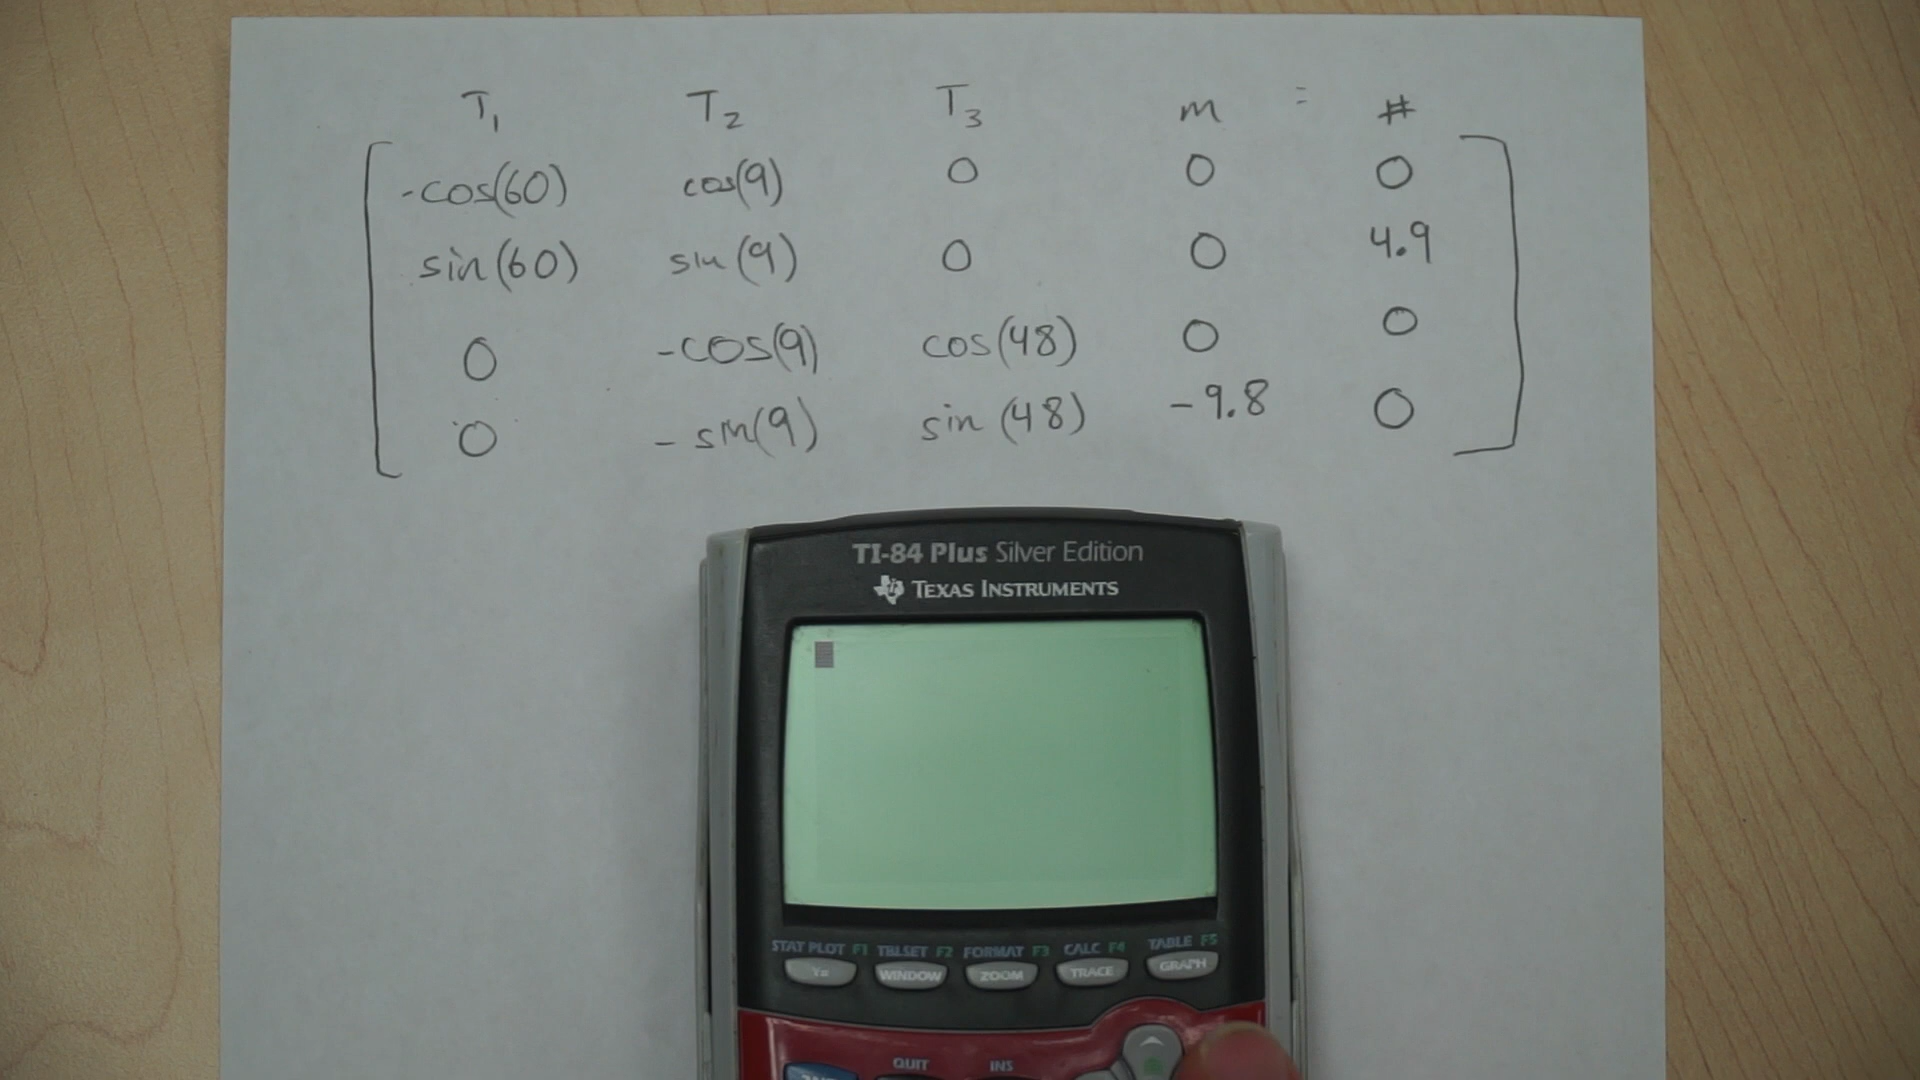 T₁ T₂ T₃ m = #
-cos(60) cos(9) 0 0 0
sin(60) sin(9) 0 0 4.9
0 -cos(9) cos(48) 0 0
0 -sin(9) sin(48) -9.8 0
TI-84 Plus Silver Edition
TEXAS INSTRUMENTS
STAT PLOT F1 TBLSET F2 FORMAT F3 CALC F4 TABLE F5
Y= WINDOW ZOOM TRACE GRAPH
QUIT INS